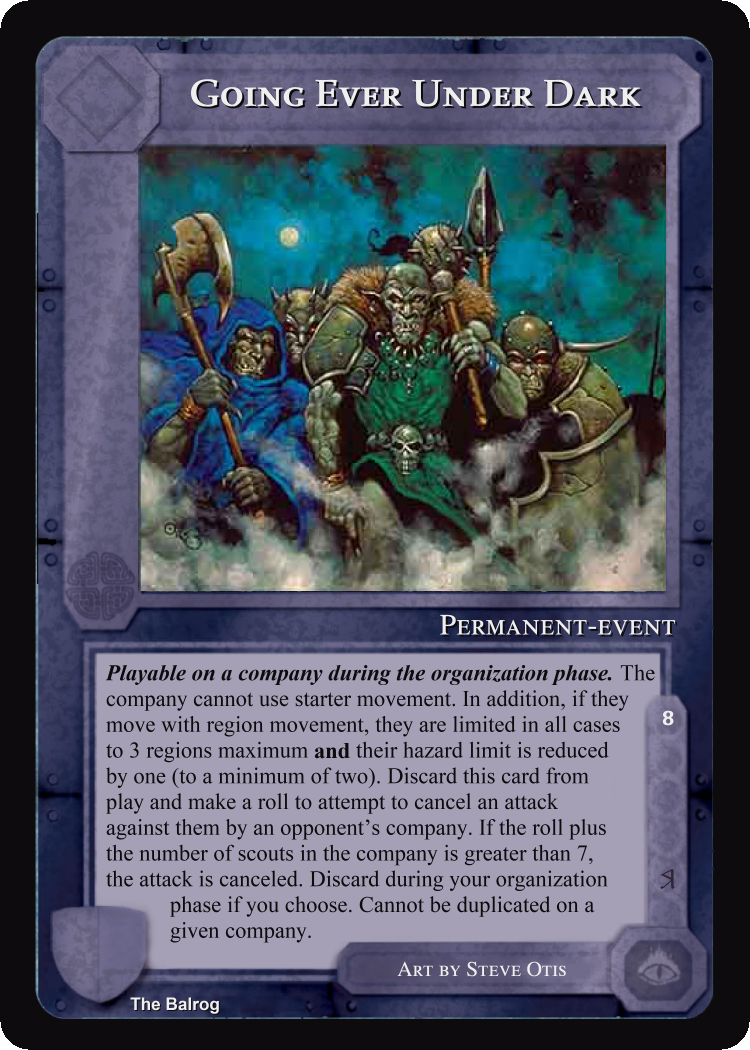 Going Ever Under Dark
Permanent-event
Playable on a company during the organization phase. The
company cannot use starter movement. In addition, if they
move with region movement, they are limited in all cases
to 3 regions maximum and their hazard limit is reduced
by one (to a minimum of two). Discard this card from
play and make a roll to attempt to cancel an attack
against them by an opponent’s company. If the roll plus
the number of scouts in the company is greater than 7,
the attack is canceled. Discard during your organization
phase if you choose. Cannot be duplicated on a
given company.
8
Art by Steve Otis
The Balrog